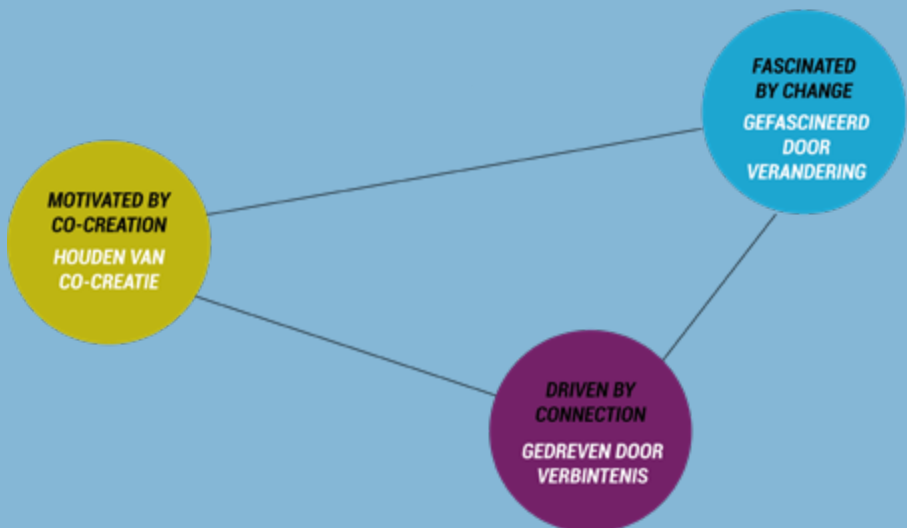 FASCINATED
BY CHANGE
GEFASCINEERD
DOOR
VERANDERING
MOTIVATED BY
CO-CREATION
HOUDEN VAN
CO-CREATIE
DRIVEN BY
CONNECTION
GEDREVEN DOOR
VERBINTENIS